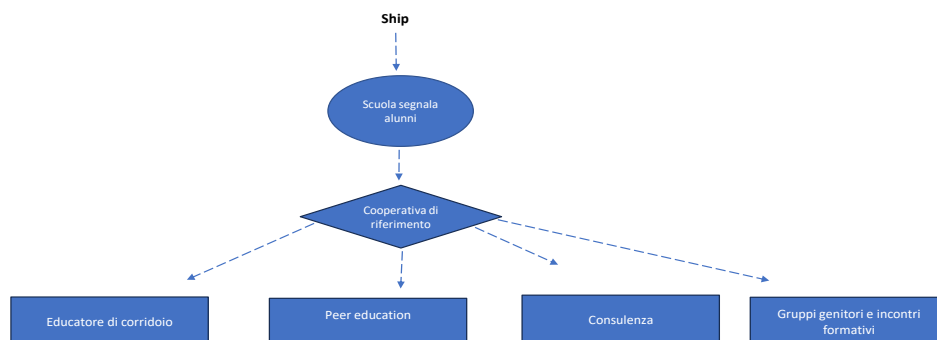 Ship
Scuola segnala
alunni
Cooperativa di
riferimento
Educatore di corridoio
Peer education
Consulenza
Gruppi genitori e incontri
formativi